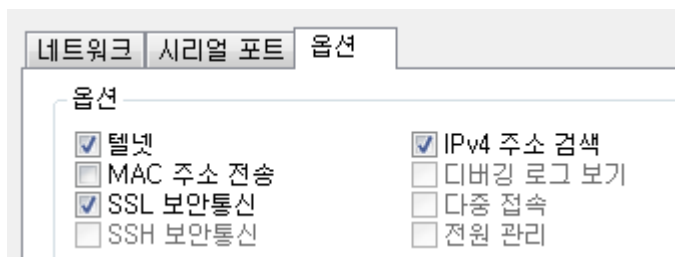 네트워크 시리얼 포트 옵션
옵션
텔넷 IPv4 주소 검색
MAC 주소 전송 디버깅 로그 보기
SSL 보안통신 다중 접속
SSH 보안통신 전원 관리